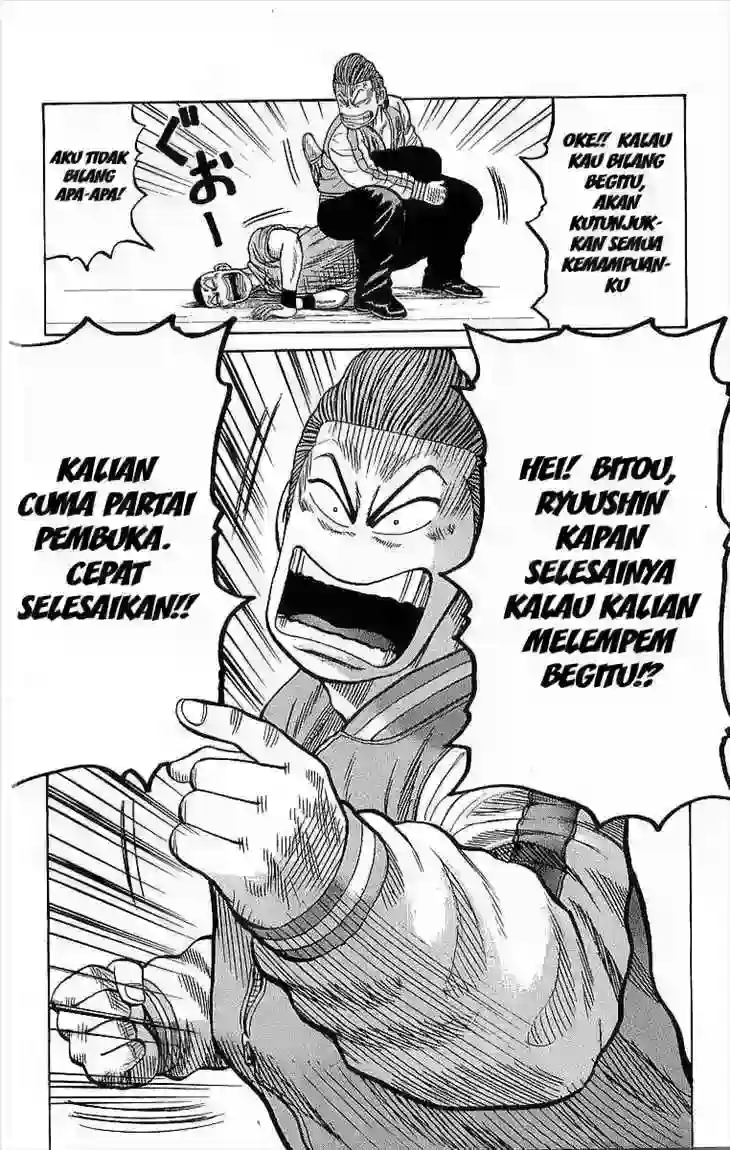 OKE!! KALAU
KAU BILANG
BEGITU,
AKAN
KUTUNJUK-
KAN SEMUA
KEMAMPUAN-
KU
ぐおー
AKU TIDAK
BILANG
APA-APA!
HEI! BITOU,
RYUUSHIN
KAPAN
SELESAINYA
KALAU KALIAN
MELEMPEM
BEGITU!?
KALIAN
CUMA PARTAI
PEMBUKA.
CEPAT
SELESAIKAN!!